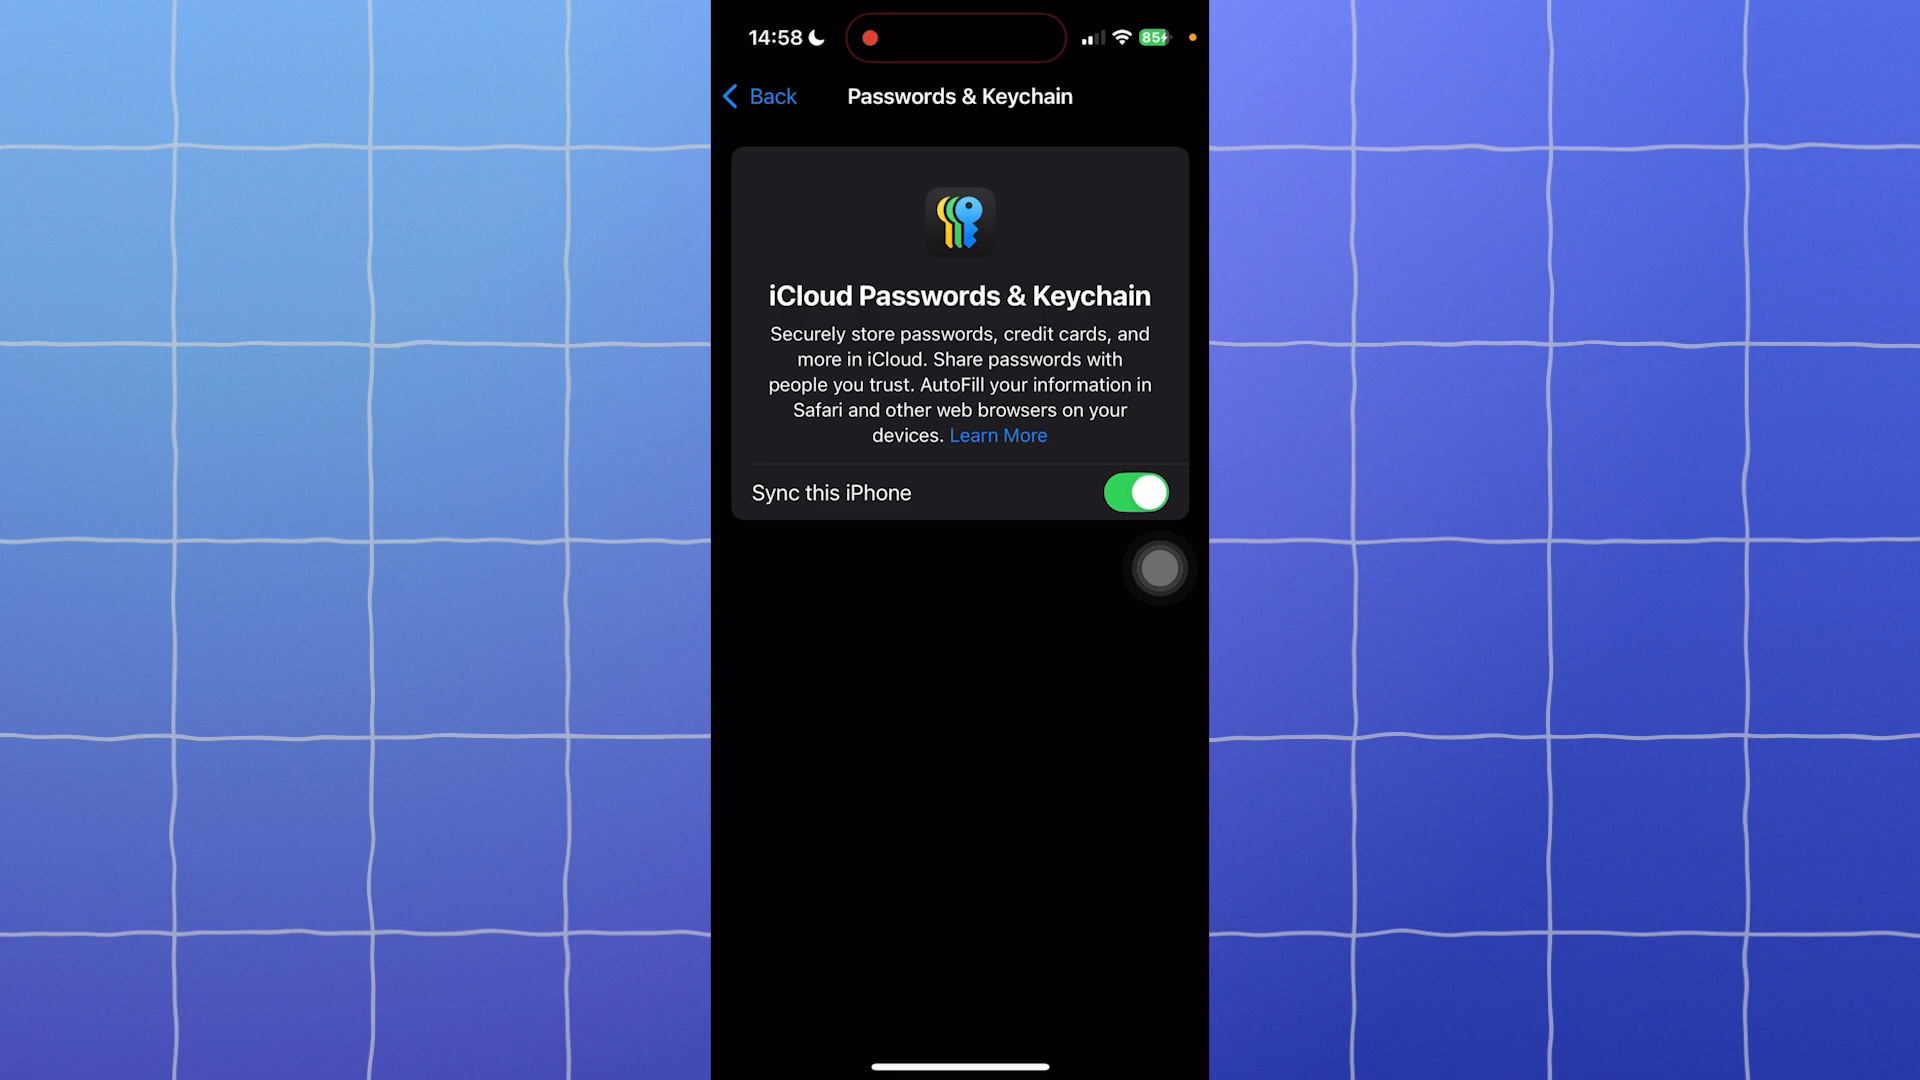 14:58
85
Back
Passwords & Keychain
iCloud Passwords & Keychain
Securely store passwords, credit cards, and
more in iCloud. Share passwords with
people you trust. AutoFill your information in
Safari and other web browsers on your
devices. Learn More
Sync this iPhone